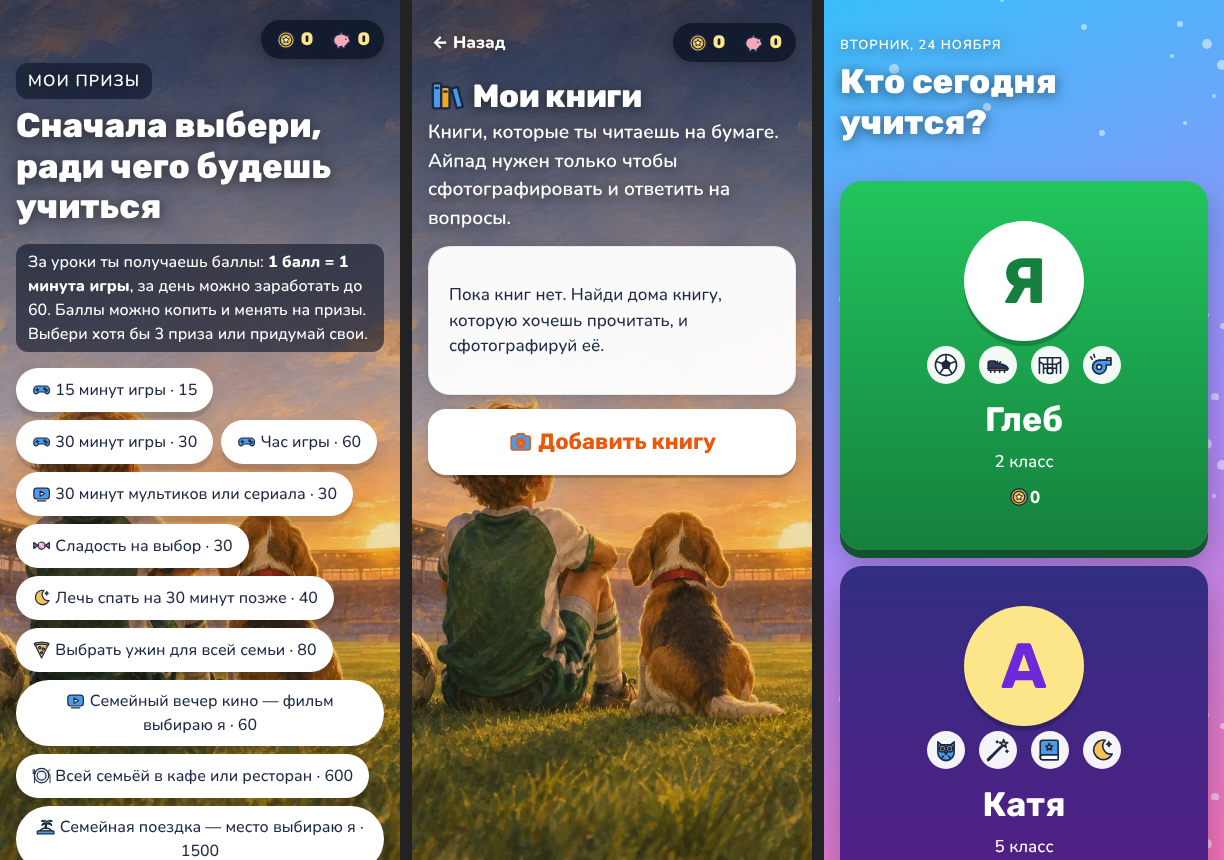 0 0
МОИ ПРИЗЫ
Сначала выбери,
ради чего будешь
учиться
За уроки ты получаешь баллы: 1 балл = 1
минута игры, за день можно заработать до
60. Баллы можно копить и менять на призы.
Выбери хотя бы 3 приза или придумай свои.
15 минут игры · 15
30 минут игры · 30
Час игры · 60
30 минут мультиков или сериала · 30
Сладость на выбор · 30
Лечь спать на 30 минут позже · 40
Выбрать ужин для всей семьи · 80
Семейный вечер кино — фильм
выбираю я · 60
Всей семьёй в кафе или ресторан · 600
Семейная поездка — место выбираю я ·
1500
← Назад
0 0
Мои книги
Книги, которые ты читаешь на бумаге.
Айпад нужен только чтобы
сфотографировать и ответить на
вопросы.
Пока книг нет. Найди дома книгу,
которую хочешь прочитать, и
сфотографируй её.
Добавить книгу
ВТОРНИК, 24 НОЯБРЯ
Кто сегодня
учится?
Я
Глеб
2 класс
0
А
Катя
5 класс